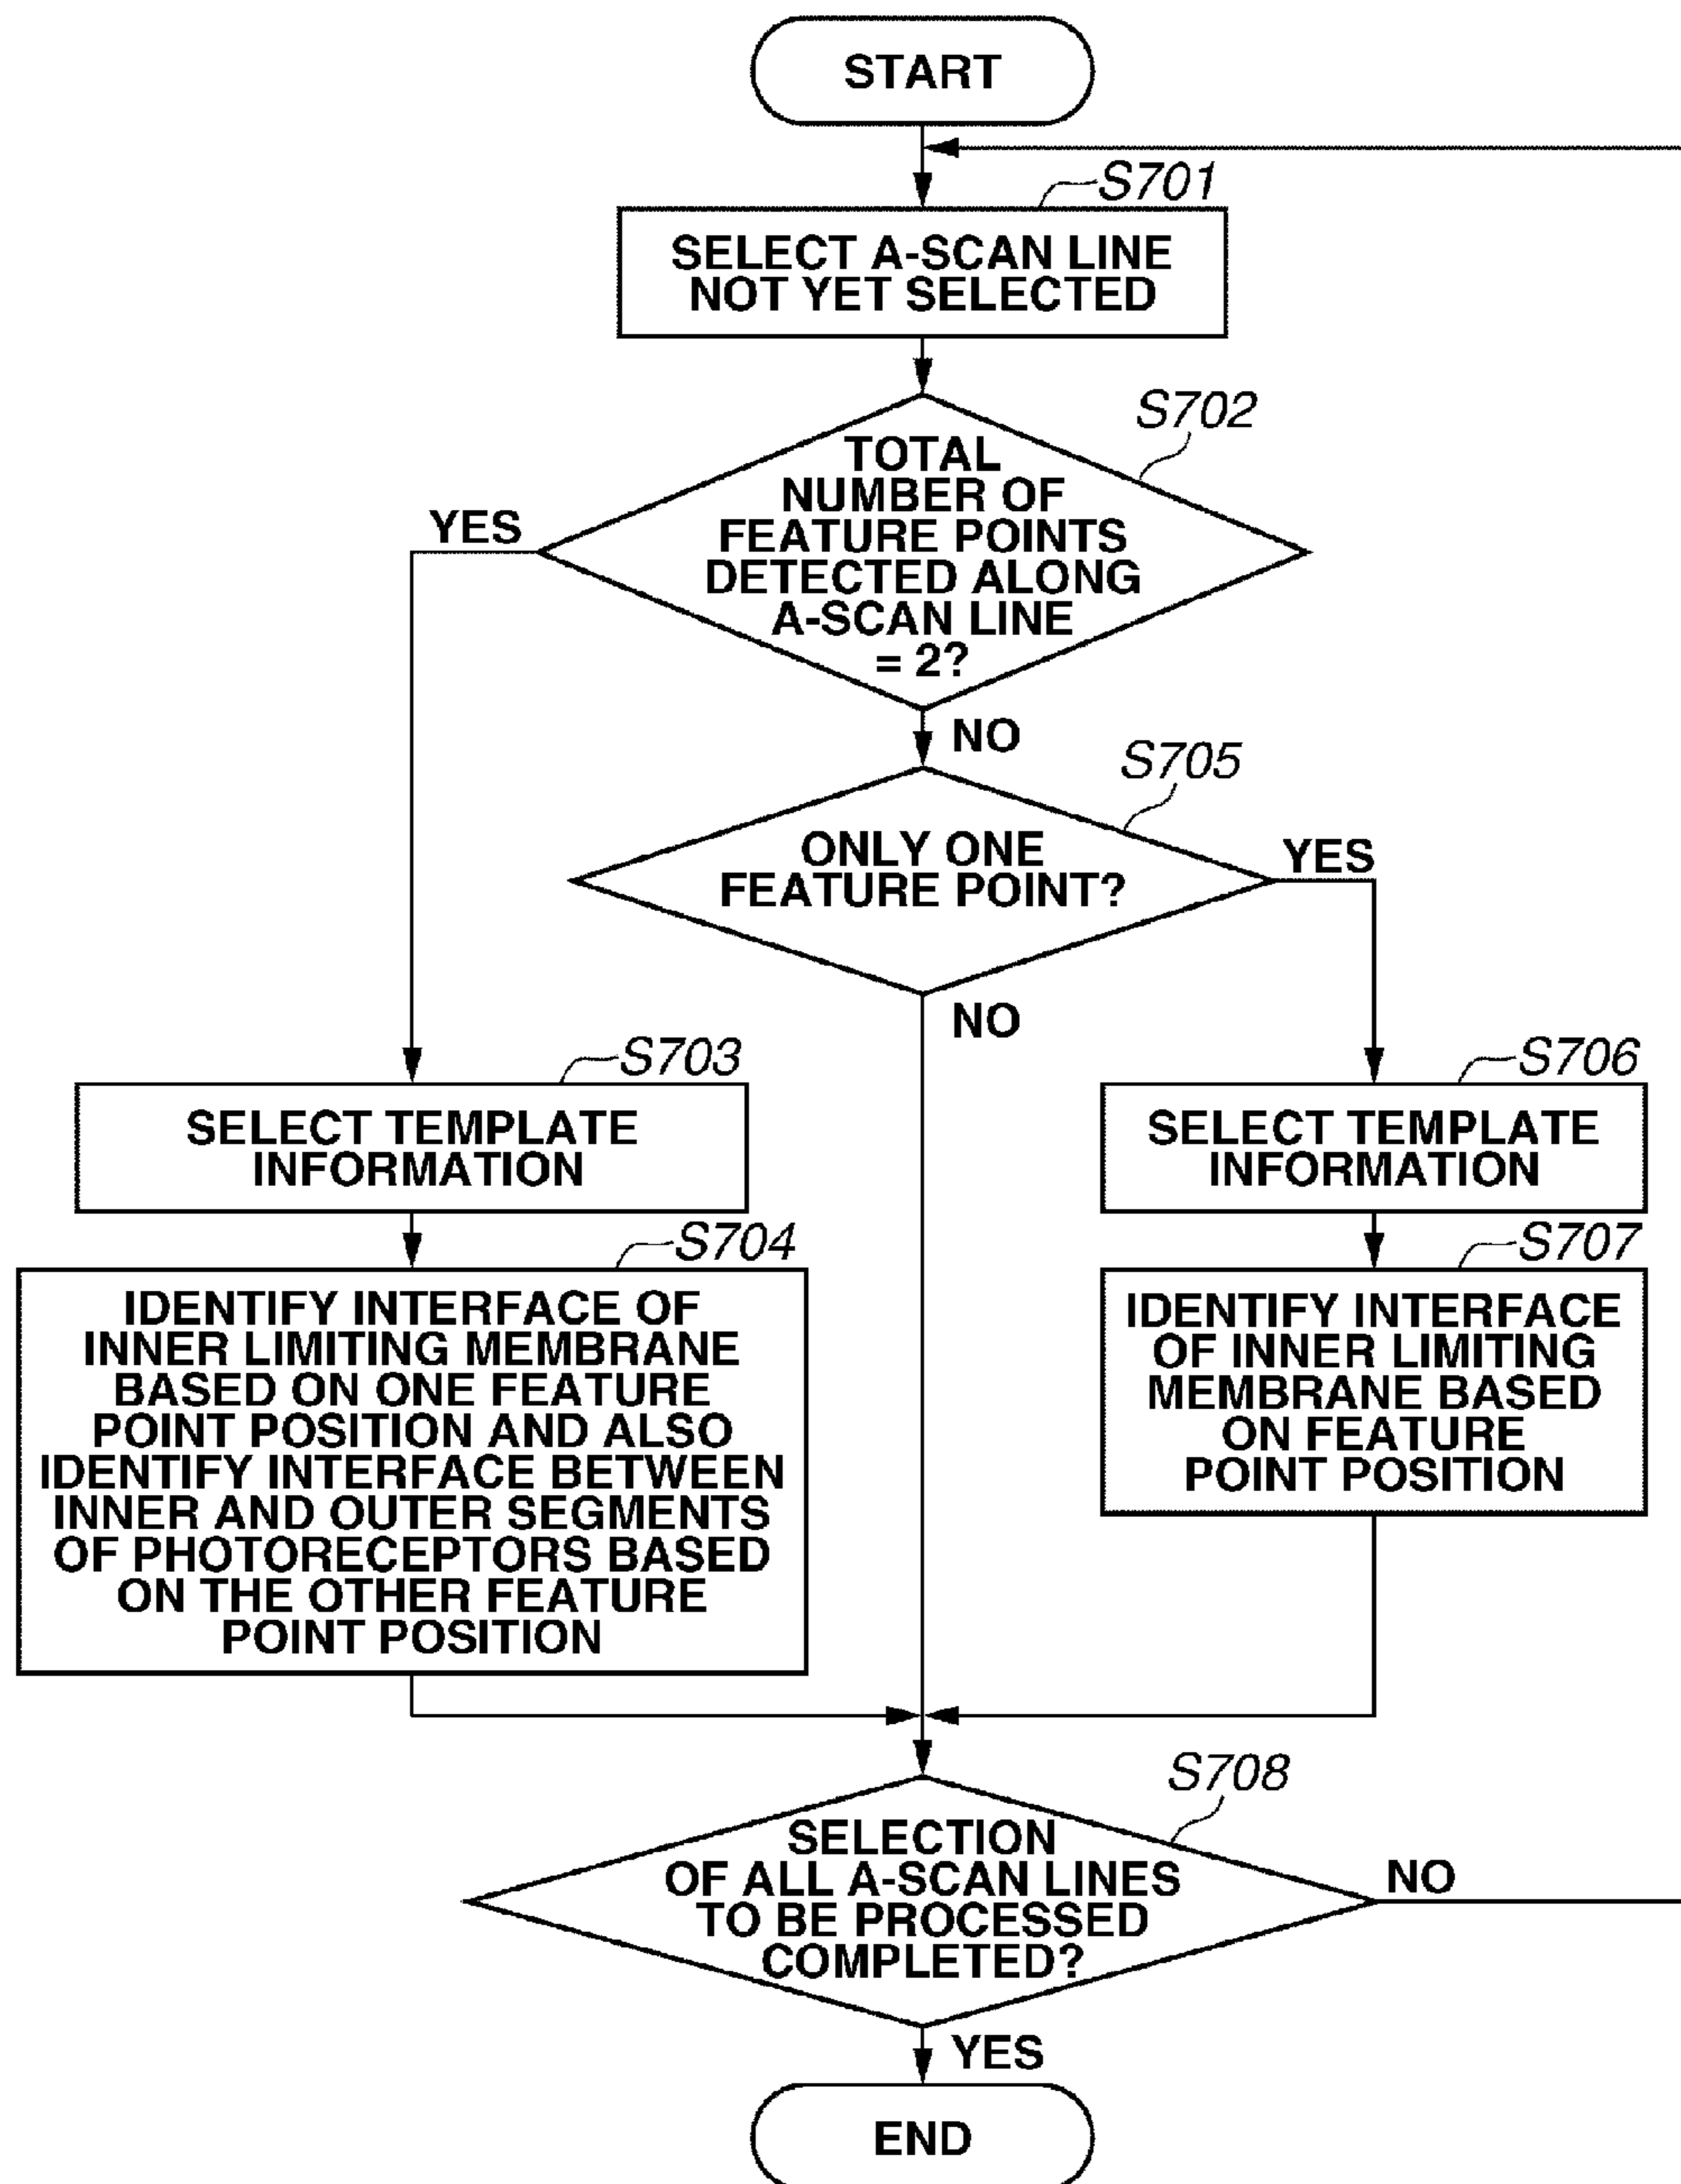 START
S701
SELECT A-SCAN LINE
NOT YET SELECTED
S702
TOTAL
NUMBER OF
FEATURE POINTS
DETECTED ALONG
A-SCAN LINE
= 2?
YES
NO
S705
ONLY ONE
FEATURE POINT?
YES
NO
S703
SELECT TEMPLATE
INFORMATION
S704
IDENTIFY INTERFACE OF
INNER LIMITING MEMBRANE
BASED ON ONE FEATURE
POINT POSITION AND ALSO
IDENTIFY INTERFACE BETWEEN
INNER AND OUTER SEGMENTS
OF PHOTORECEPTORS BASED
ON THE OTHER FEATURE
POINT POSITION
S706
SELECT TEMPLATE
INFORMATION
S707
IDENTIFY INTERFACE
OF INNER LIMITING
MEMBRANE BASED
ON FEATURE
POINT POSITION
S708
SELECTION
OF ALL A-SCAN LINES
TO BE PROCESSED
COMPLETED?
NO
YES
END